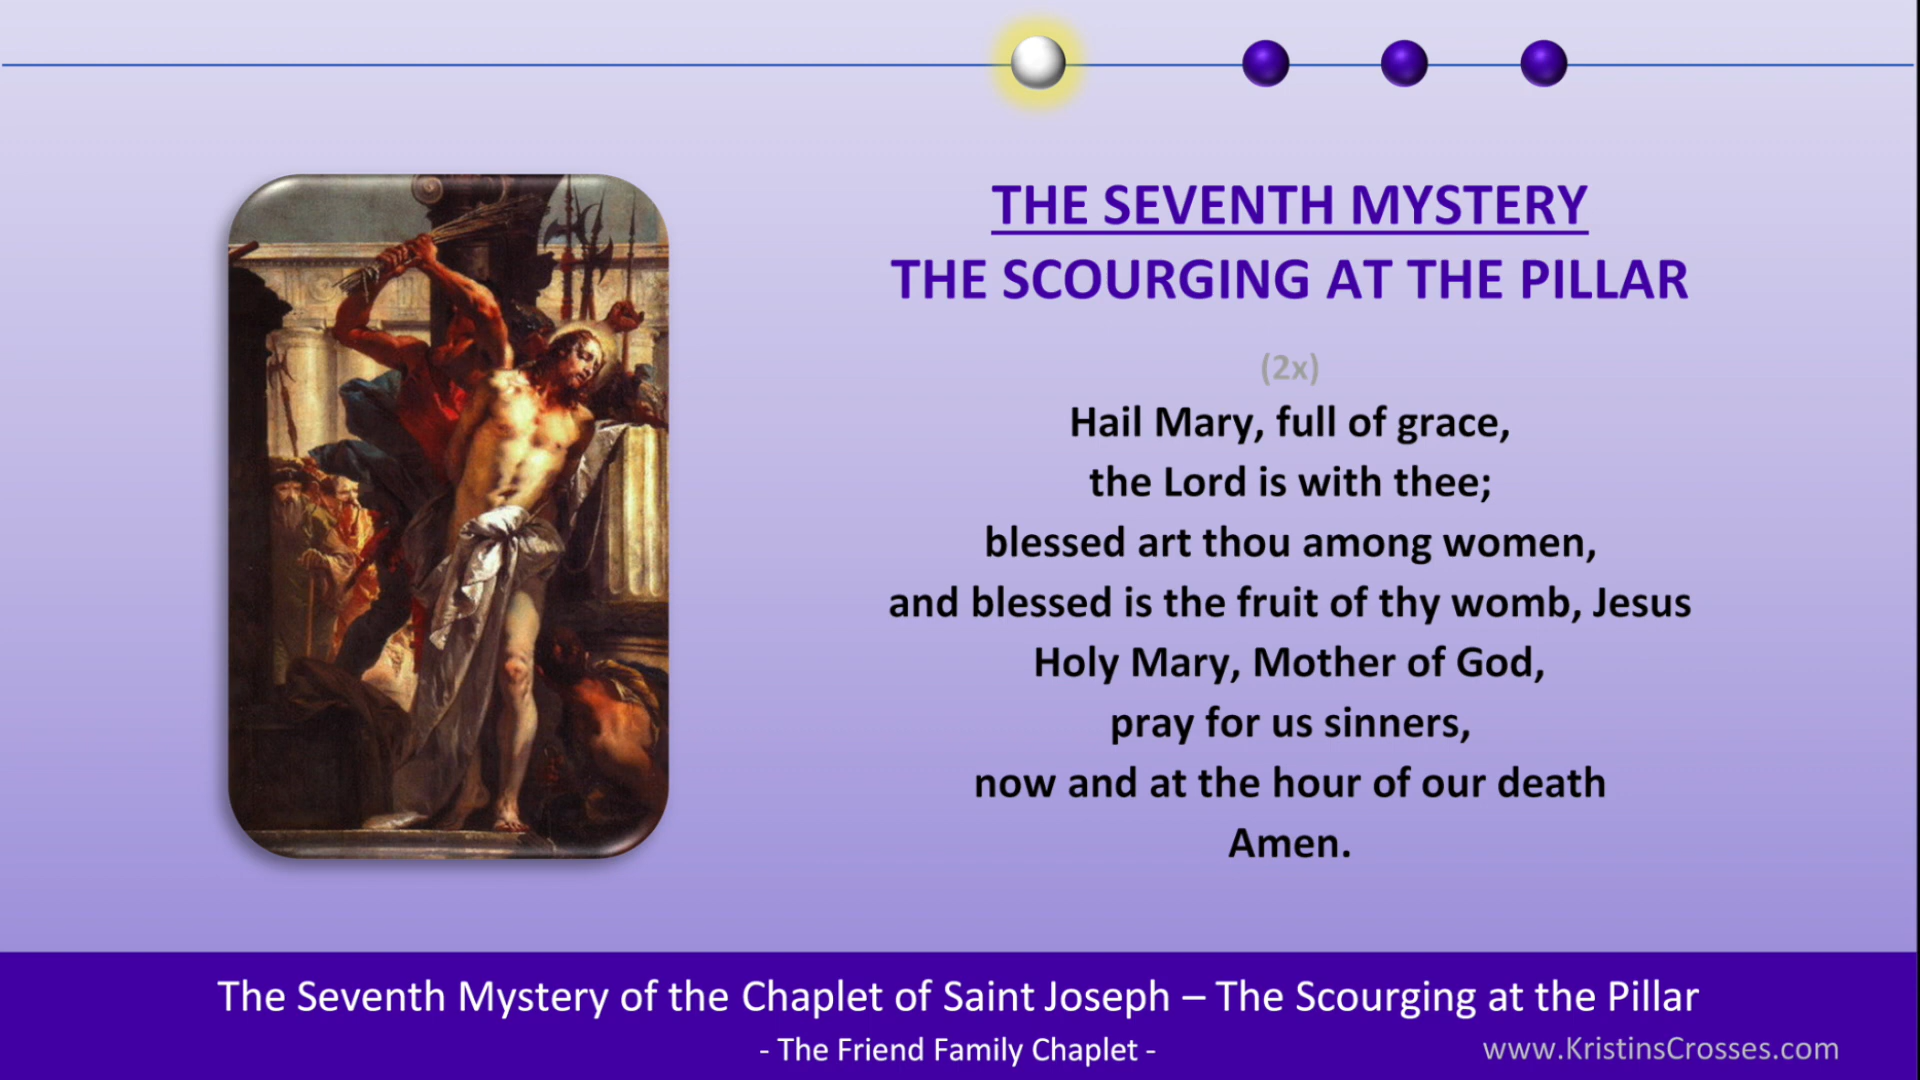 THE SEVENTH MYSTERY
THE SCOURGING AT THE PILLAR
(2x)
Hail Mary, full of grace,
the Lord is with thee;
blessed art thou among women,
and blessed is the fruit of thy womb, Jesus
Holy Mary, Mother of God,
pray for us sinners,
now and at the hour of our death
Amen.
The Seventh Mystery of the Chaplet of Saint Joseph – The Scourging at the Pillar
- The Friend Family Chaplet -
www.KristinsCrosses.com